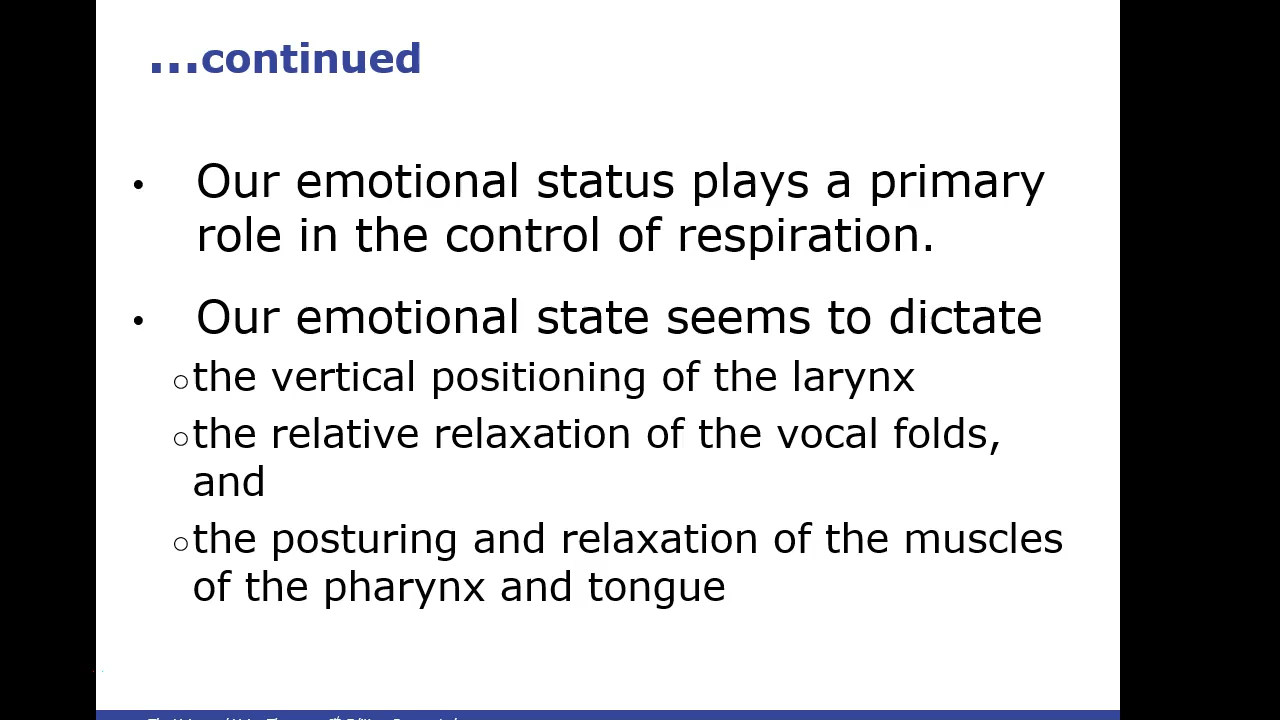 ...continued
• Our emotional status plays a primary
role in the control of respiration.
• Our emotional state seems to dictate
○the vertical positioning of the larynx
○the relative relaxation of the vocal folds,
and
○the posturing and relaxation of the muscles
of the pharynx and tongue